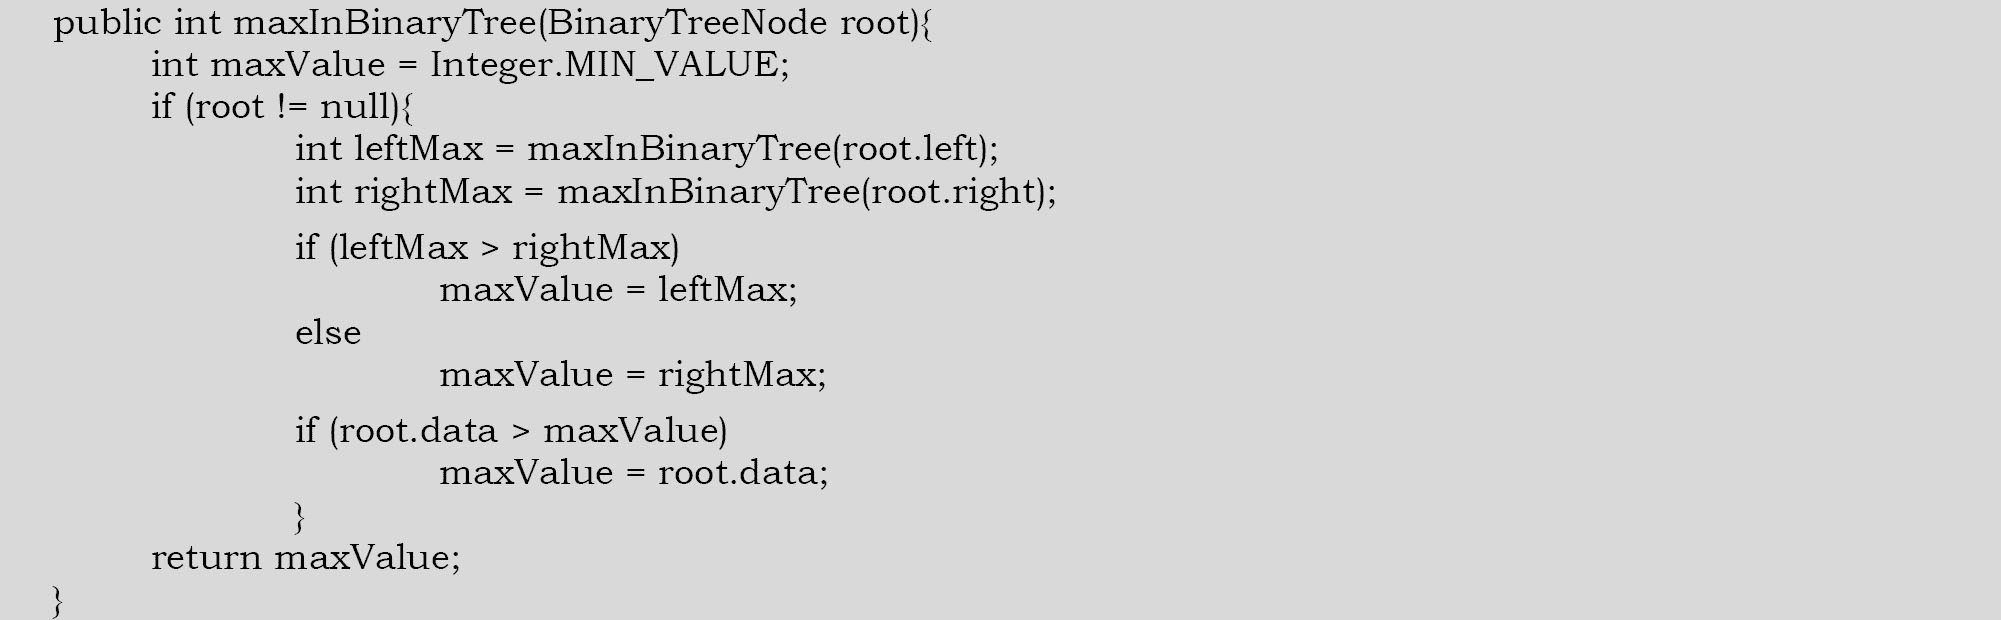 public int maxInBinaryTree(BinaryTreeNode root){
int maxValue = Integer.MIN_VALUE;
if (root != null){
int leftMax = maxInBinaryTree(root.left);
int rightMax = maxInBinaryTree(root.right);
if (leftMax > rightMax)
maxValue = leftMax;
else
maxValue = rightMax;
if (root.data > maxValue)
maxValue = root.data;
}
return maxValue;
}